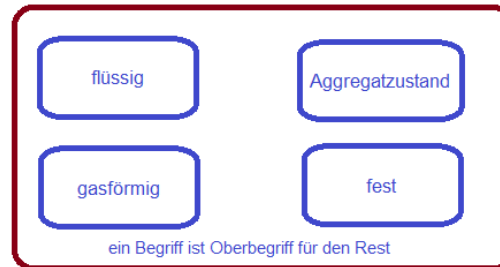 flüssig
Aggregatzustand
gasförmig
fest
ein Begriff ist Oberbegriff für den Rest